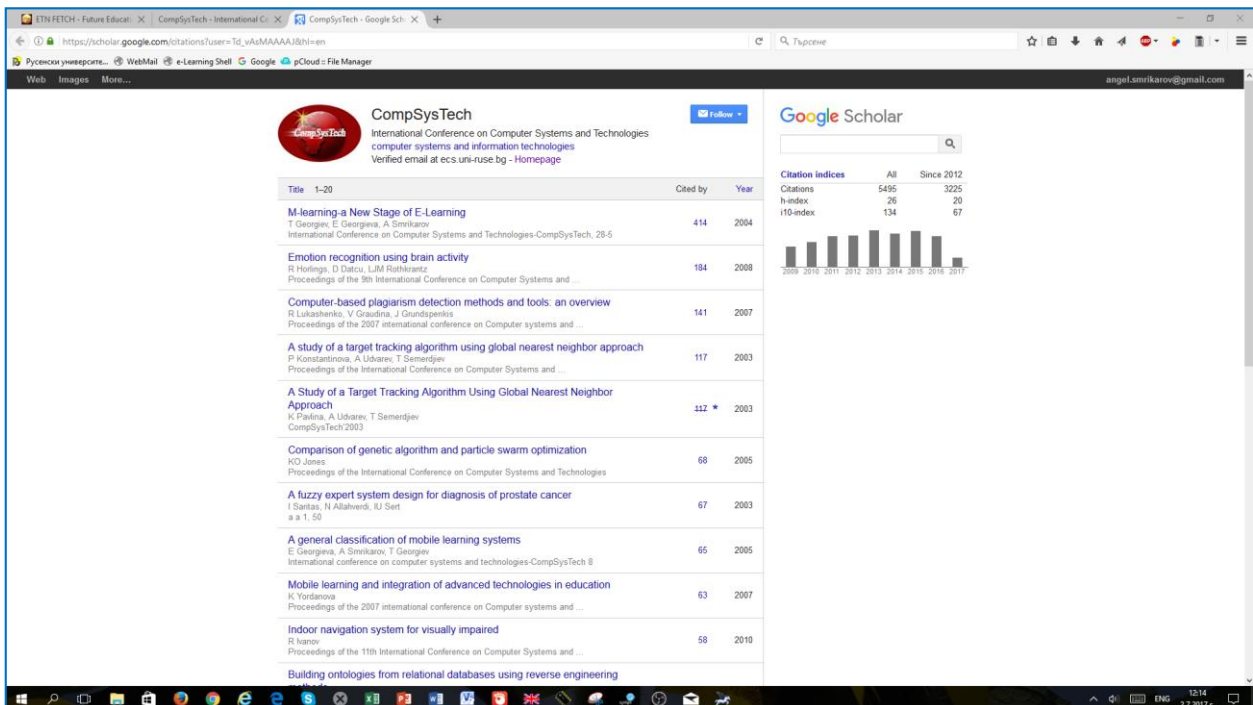 ETN FETCH - Future Educati
CompSysTech - International Co
CompSysTech - Google Sch
https://scholar.google.com/citations?user=Td_vAsMAAAAJ&hl=en
Търсене
Русенски университе...
WebMail
e-Learning Shell
Google
pCloud :: File Manager
Web Images More...
angel.smrikarov@gmail.com
CompSysTech
CompSysTech
International Conference on Computer Systems and Technologies
computer systems and information technologies
Verified email at ecs.uni-ruse.bg - Homepage
Follow
Title 1–20 Cited by Year
M-learning-a New Stage of E-Learning
T Georgiev, E Georgieva, A Smrikarov
International Conference on Computer Systems and Technologies-CompSysTech, 28-5
414 2004
Emotion recognition using brain activity
R Horlings, D Datcu, LJM Rothkrantz
Proceedings of the 9th International Conference on Computer Systems and ...
184 2008
Computer-based plagiarism detection methods and tools: an overview
R Lukashenko, V Graudina, J Grundspenkis
Proceedings of the 2007 international conference on Computer systems and ...
141 2007
A study of a target tracking algorithm using global nearest neighbor approach
P Konstantinova, A Udvarev, T Semerdjiev
Proceedings of the International Conference on Computer Systems and ...
117 2003
A Study of a Target Tracking Algorithm Using Global Nearest Neighbor
Approach
K Pavlina, A Udvarev, T Semerdjiev
CompSysTech'2003
117 * 2003
Comparison of genetic algorithm and particle swarm optimization
KO Jones
Proceedings of the International Conference on Computer Systems and Technologies
68 2005
A fuzzy expert system design for diagnosis of prostate cancer
I Saritas, N Allahverdi, IU Sert
a a 1, 50
67 2003
A general classification of mobile learning systems
E Georgieva, A Smrikarov, T Georgiev
International conference on computer systems and technologies-CompSysTech 8
65 2005
Mobile learning and integration of advanced technologies in education
K Yordanova
Proceedings of the 2007 international conference on Computer systems and ...
63 2007
Indoor navigation system for visually impaired
R Ivanov
Proceedings of the 11th International Conference on Computer Systems and ...
58 2010
Building ontologies from relational databases using reverse engineering
Google Scholar
Citation indices All Since 2012
Citations 5495 3225
h-index 26 20
i10-index 134 67
2009 2010 2011 2012 2013 2014 2015 2016 2017
ENG
12:14
2.7.2017 г.